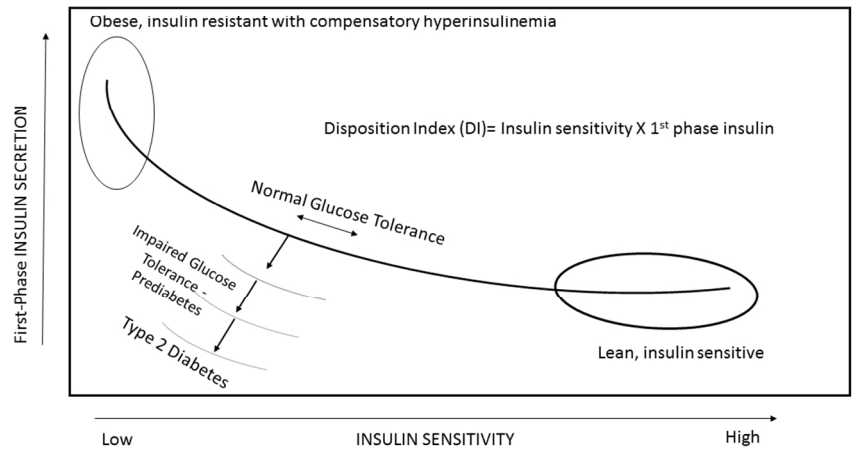 Obese, insulin resistant with compensatory hyperinsulinemia
First-Phase INSULIN SECRETION
Disposition Index (DI)= Insulin sensitivity X 1st phase insulin
Normal Glucose Tolerance
Impaired Glucose
Tolerance -
Prediabetes
Type 2 Diabetes
Lean, insulin sensitive
Low
INSULIN SENSITIVITY
High